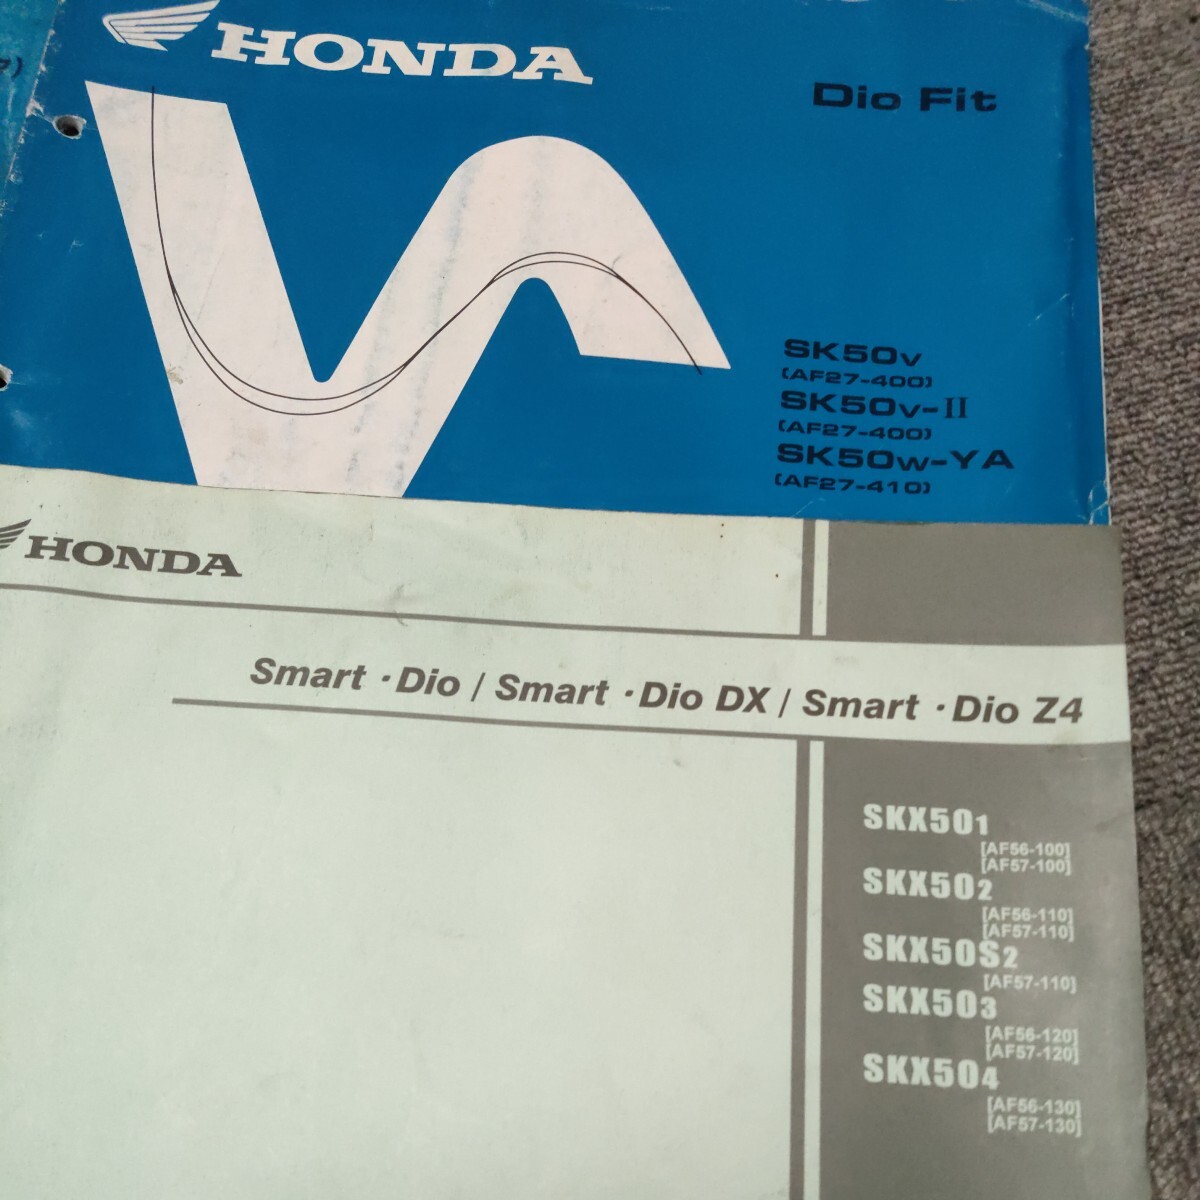 HONDA
Dio Fit
SK50V
(AF27-400)
SK50V-II
(AF27-400)
SK50W-YA
(AF27-410)
HONDA
Smart・Dio / Smart・Dio DX / Smart・Dio Z4
SKX501
[AF56-100]
[AF57-100]
SKX502
[AF56-110]
[AF57-110]
SKX50S2
[AF57-110]
SKX503
[AF56-120]
[AF57-120]
SKX504
[AF56-130]
[AF57-130]